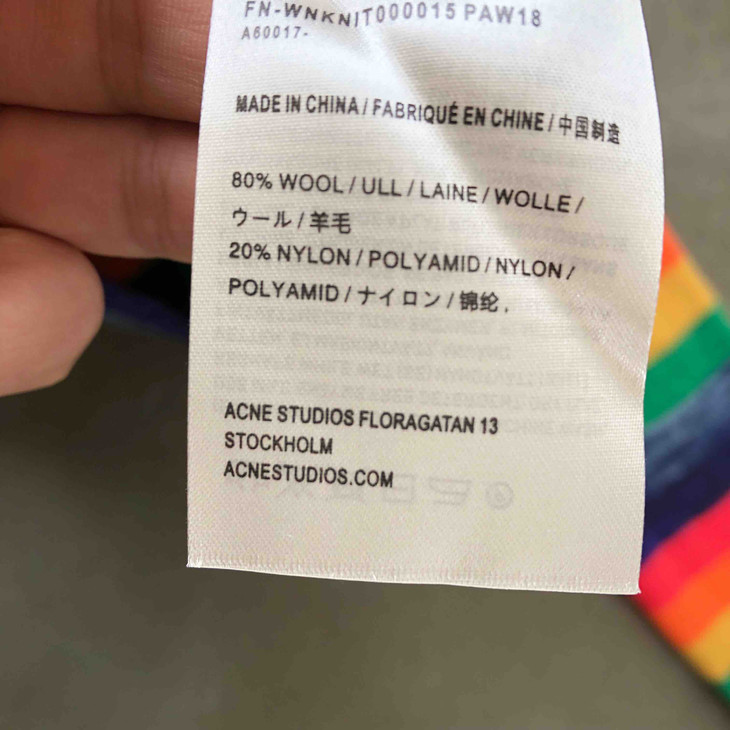 FN-WNKNIT000015 PAW18
A60017-
MADE IN CHINA / FABRIQUÉ EN CHINE / 中国制造
80% WOOL / ULL / LAINE / WOLLE /
ウール / 羊毛
20% NYLON / POLYAMID / NYLON /
POLYAMID / ナイロン / 锦纶 .
ACNE STUDIOS FLORAGATAN 13
STOCKHOLM
ACNESTUDIOS.COM